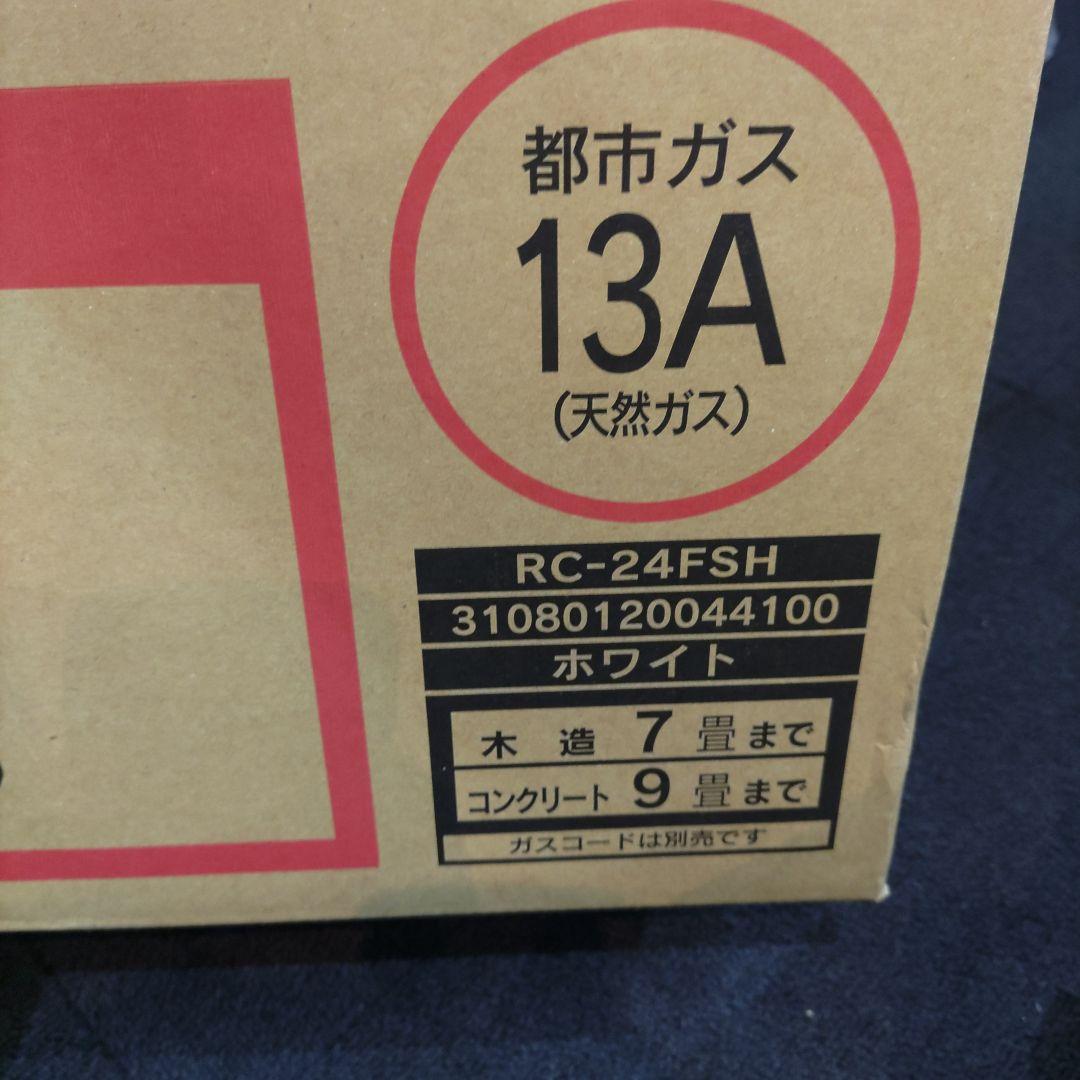 都市ガス
13A
(天然ガス)
RC-24FSH
31080120044100
ホワイト
木造 7 畳まで
コンクリート 9 畳まで
ガスコードは別売です